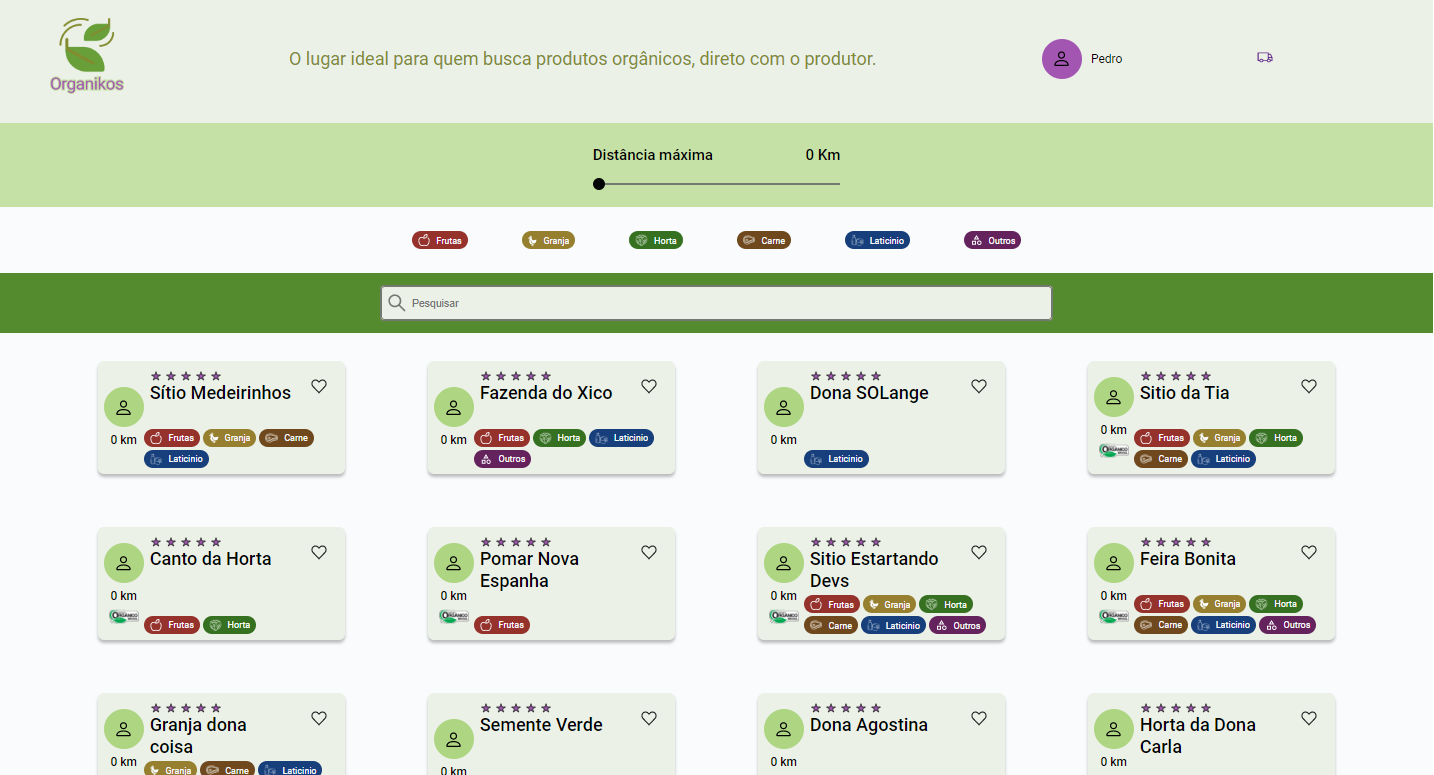 Organikos
O lugar ideal para quem busca produtos orgânicos, direto com o produtor.
Pedro
Distância máxima 0 Km
Frutas Granja Horta Carne Laticinio Outros
Pesquisar
Sítio Medeirinhos
0 km
Frutas Granja Carne
Laticinio
Fazenda do Xico
0 km
Frutas Horta Laticinio
Outros
Dona SOLange
0 km
Laticinio
Sitio da Tia
0 km
ORGÂNICO
Frutas Granja Horta
Carne Laticinio
Canto da Horta
0 km
ORGÂNICO
Frutas Horta
Pomar Nova
Espanha
0 km
ORGÂNICO
Frutas
Sitio Estartando
Devs
0 km
ORGÂNICO
Frutas Granja Horta
Carne Laticinio Outros
Feira Bonita
0 km
ORGÂNICO
Frutas Granja Horta
Carne Laticinio Outros
Granja dona
coisa
0 km
Granja Carne Laticinio
Semente Verde
0 km
Dona Agostina
0 km
Horta da Dona
Carla
0 km